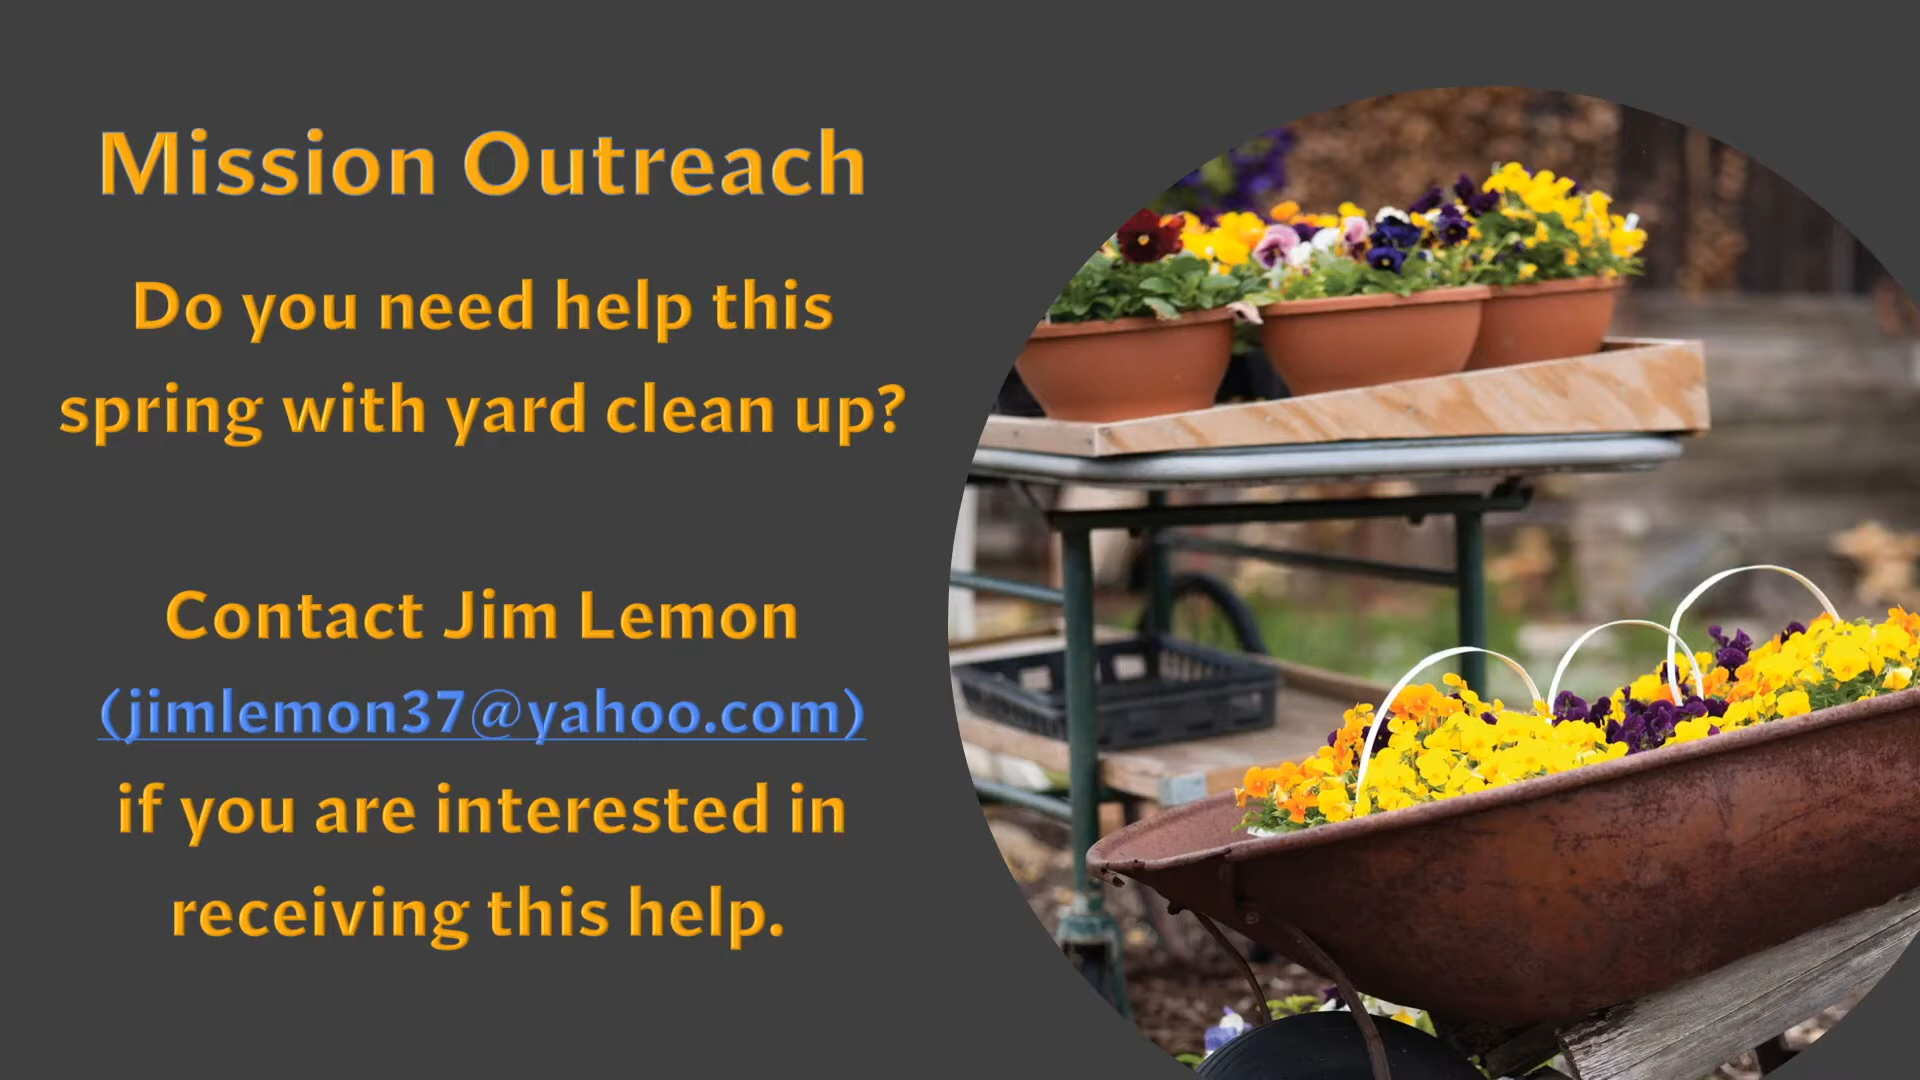 Mission Outreach
Do you need help this
spring with yard clean up?
Contact Jim Lemon
(jimlemon37@yahoo.com)
if you are interested in
receiving this help.